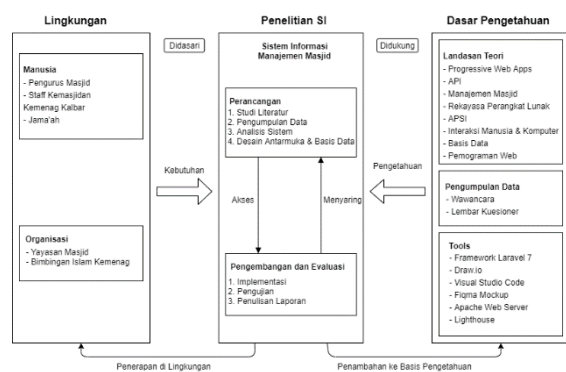 Lingkungan
Manusia
- Pengurus Masjid
- Staff Kemasjidan
Kemenag Kalbar
- Jama'ah
Organisasi
- Yayasan Masjid
- Bimbingan Islam Kemenag
Didasari
Kebutuhan
Penelitian SI
Sistem Informasi
Manajemen Masjid
Perancangan
1. Studi Literatur
2. Pengumpulan Data
3. Analisis Sistem
4. Desain Antarmuka & Basis Data
Akses
Menyaring
Pengembangan dan Evaluasi
1. Implementasi
2. Pengujian
3. Penulisan Laporan
Didukung
Pengetahuan
Dasar Pengetahuan
Landasan Teori
- Progressive Web Apps
- API
- Manajemen Masjid
- Rekayasa Perangkat Lunak
- APSI
- Interaksi Manusia & Komputer
- Basis Data
- Pemograman Web
Pengumpulan Data
- Wawancara
- Lembar Kuesioner
Tools
- Framework Laravel 7
- Draw.io
- Visual Studio Code
- Figma Mockup
- Apache Web Server
- Lighthouse
Penerapan di Lingkungan
Penambahan ke Basis Pengetahuan